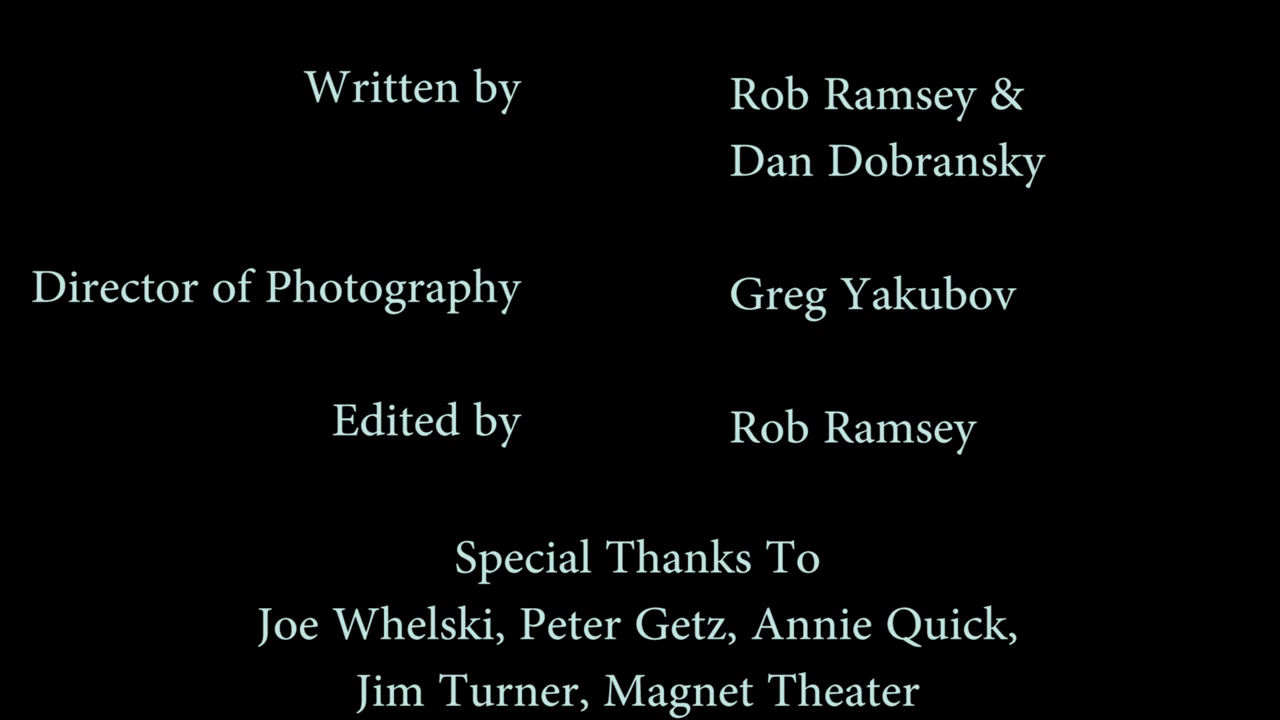 Written by Rob Ramsey &
Dan Dobransky
Director of Photography Greg Yakubov
Edited by Rob Ramsey
Special Thanks To
Joe Whelski, Peter Getz, Annie Quick,
Jim Turner, Magnet Theater